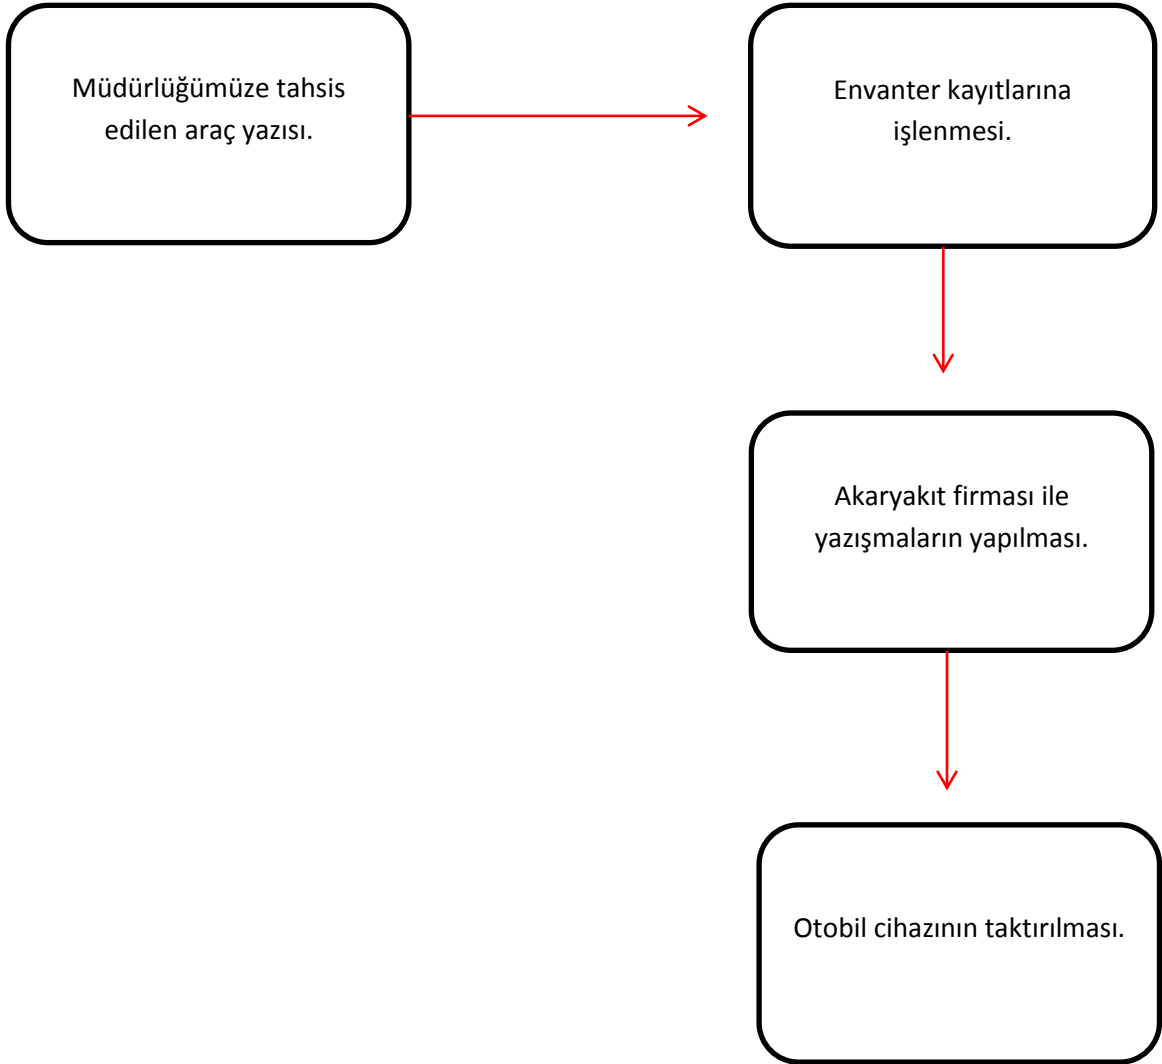 Müdürlüğümüze tahsis
edilen araç yazısı.
Envanter kayıtlarına
işlenmesi.
Akaryakıt firması ile
yazışmaların yapılması.
Otobil cihazının taktırılması.